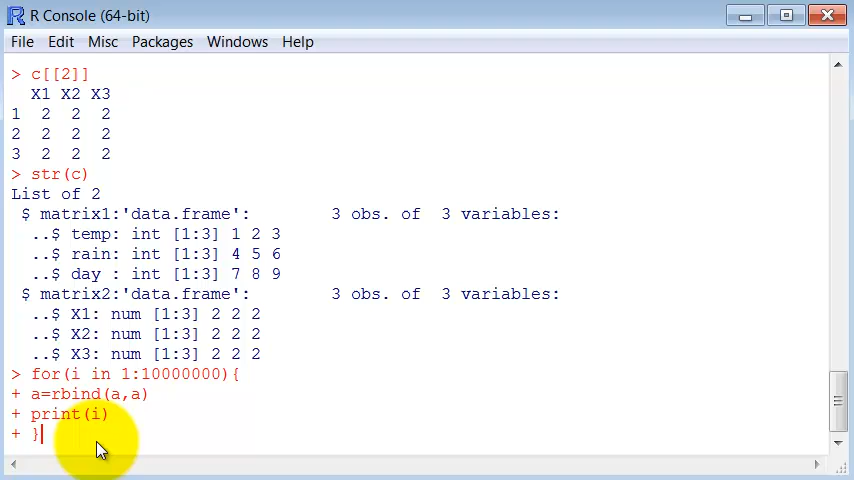 R Console (64-bit)
File Edit Misc Packages Windows Help
> c[[2]]
  X1 X2 X3
1  2  2  2
2  2  2  2
3  2  2  2
> str(c)
List of 2
 $ matrix1:'data.frame':        3 obs. of  3 variables:
  ..$ temp: int [1:3] 1 2 3
  ..$ rain: int [1:3] 4 5 6
  ..$ day : int [1:3] 7 8 9
 $ matrix2:'data.frame':        3 obs. of  3 variables:
  ..$ X1: num [1:3] 2 2 2
  ..$ X2: num [1:3] 2 2 2
  ..$ X3: num [1:3] 2 2 2
> for(i in 1:10000000){
+ a=rbind(a,a)
+ print(i)
+ }